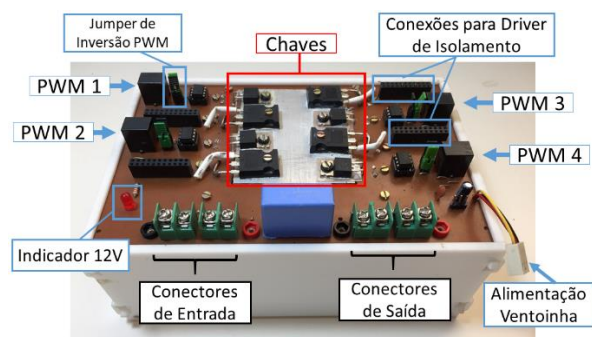 Jumper de
Inversão PWM
Chaves
Conexões para Driver
de Isolamento
PWM 1
PWM 2
PWM 3
PWM 4
Indicador 12V
Conectores
de Entrada
Conectores
de Saída
Alimentação
Ventoinha